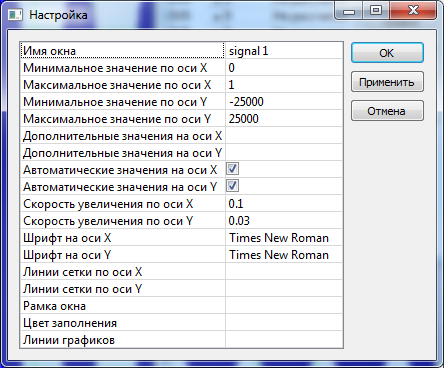 Настройка
Имя окна signal 1
Минимальное значение по оси X 0
Максимальное значение по оси X 1
Минимальное значение по оси Y -25000
Максимальное значение по оси Y 25000
Дополнительные значения на оси X
Дополнительные значения на оси Y
Автоматические значения на оси X
Автоматические значения на оси Y
Скорость увеличения по оси X 0.1
Скорость увеличения по оси Y 0.03
Шрифт на оси X Times New Roman
Шрифт на оси Y Times New Roman
Линии сетки по оси X
Линии сетки по оси Y
Рамка окна
Цвет заполнения
Линии графиков
OK
Применить
Отмена